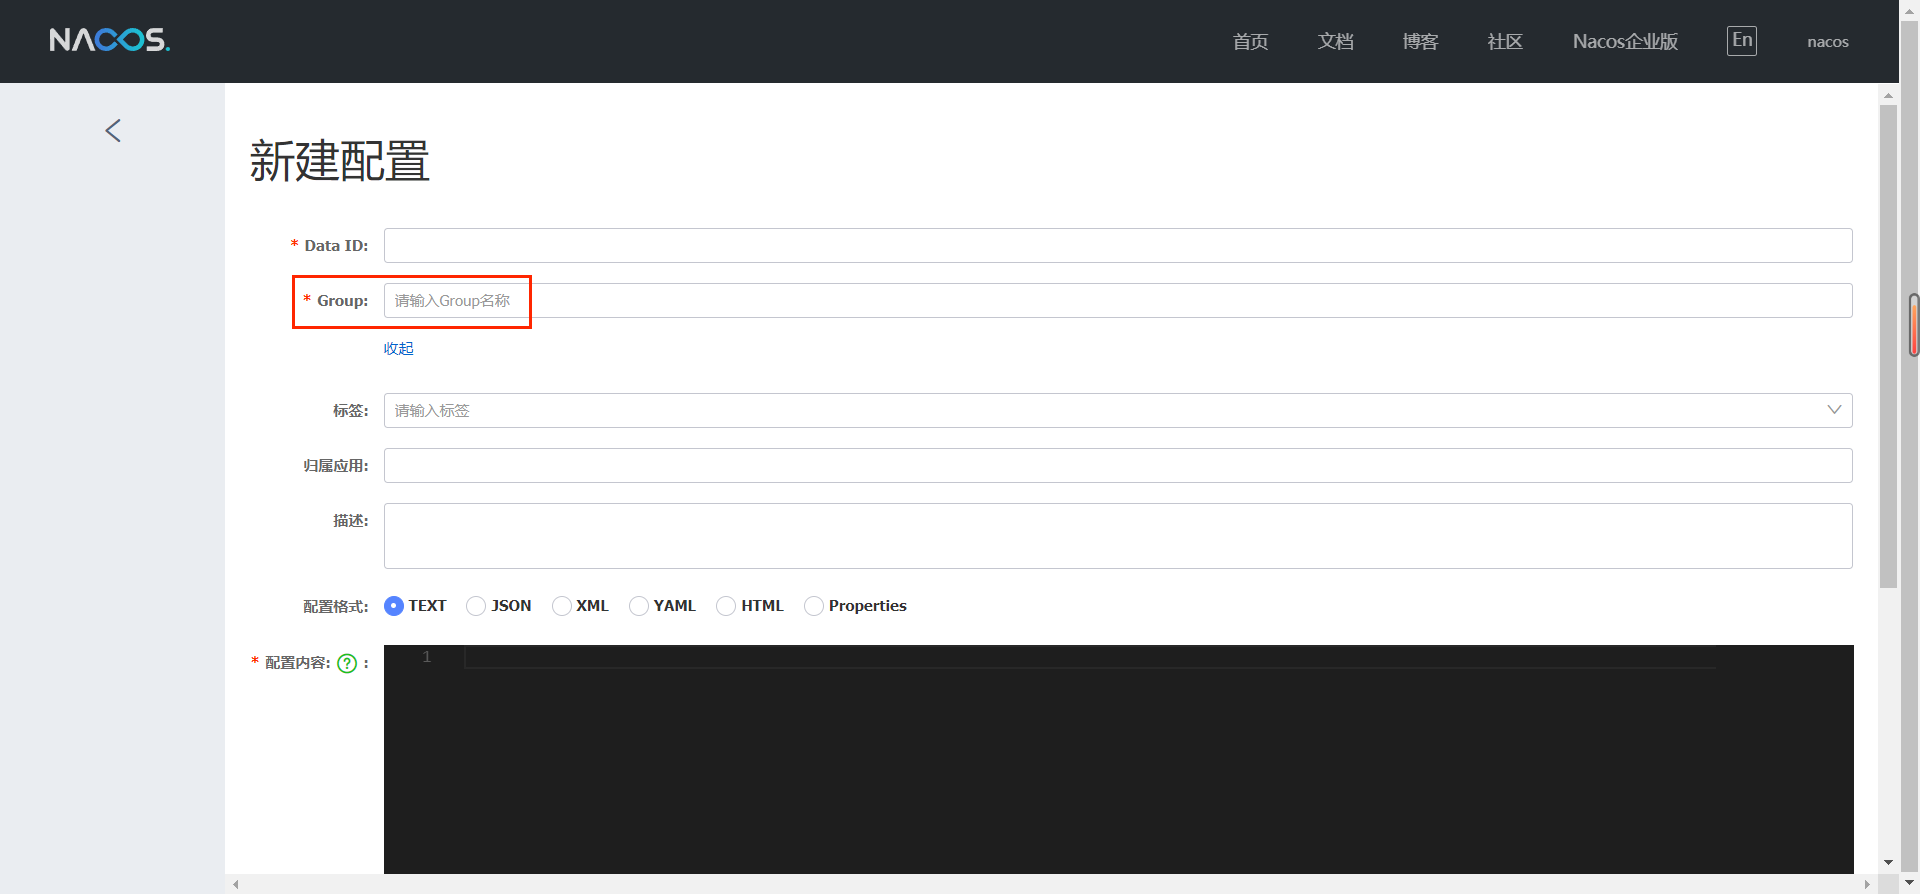 NACOS.
首页 文档 博客 社区 Nacos企业版 En nacos
新建配置
* Data ID:
* Group: 请输入Group名称
收起
标签: 请输入标签
归属应用:
描述:
配置格式: TEXT JSON XML YAML HTML Properties
* 配置内容: ? :
1